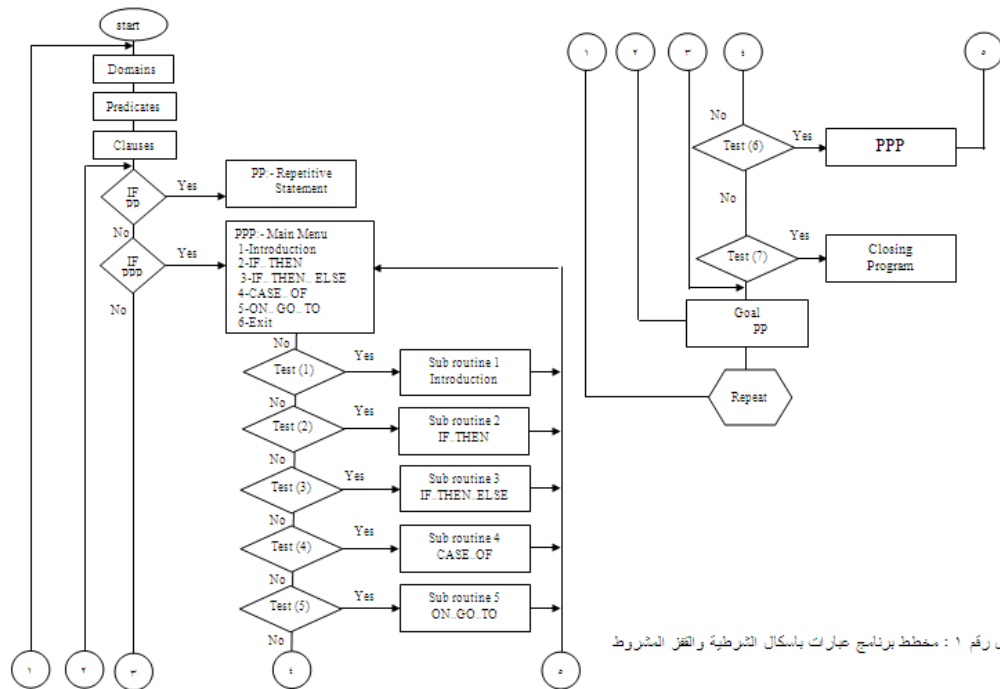 start
Domains
Predicates
Clauses
IF
PP
Yes
PP:- Repetitive
Statement
No
IF
PPP
Yes
PPP:- Main Menu
1-Introduction
2-IF..THEN
3-IF..THEN..ELSE
4-CASE..OF
5-ON..GO..TO
6-Exit
No
No
Test (1)
Yes
Sub routine 1
Introduction
No
Test (2)
Yes
Sub routine 2
IF..THEN
No
Test (3)
Yes
Sub routine 3
IF..THEN..ELSE
No
Test (4)
Yes
Sub routine 4
CASE..OF
No
Test (5)
Yes
Sub routine 5
ON..GO..TO
No
١
٢
٣
٤
٥
١
٢
٣
٤
٥
No
Test (6)
Yes
PPP
No
Test (7)
Yes
Closing
Program
Goal
PP
Repeat
رقم ١ : مخطط برنامج عبارات باسكال الشرطية والقفز المشروط